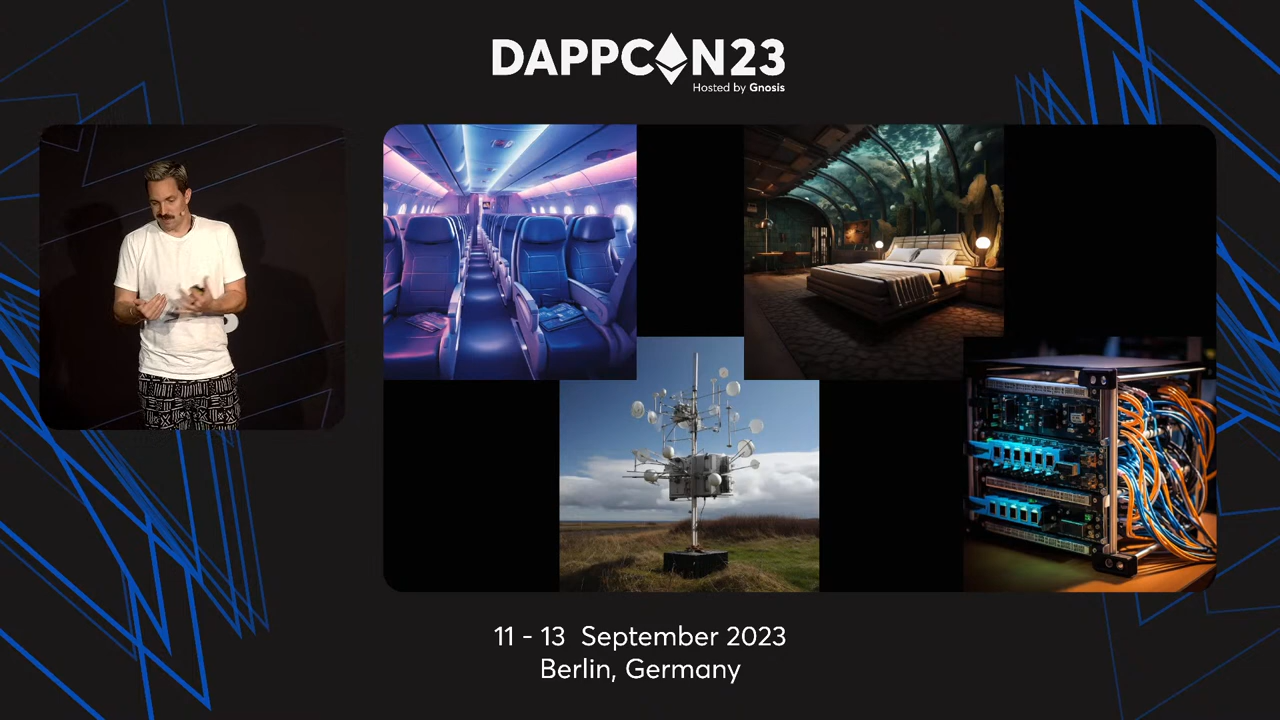 DAPPCON23
Hosted by Gnosis
11 - 13 September 2023
Berlin, Germany